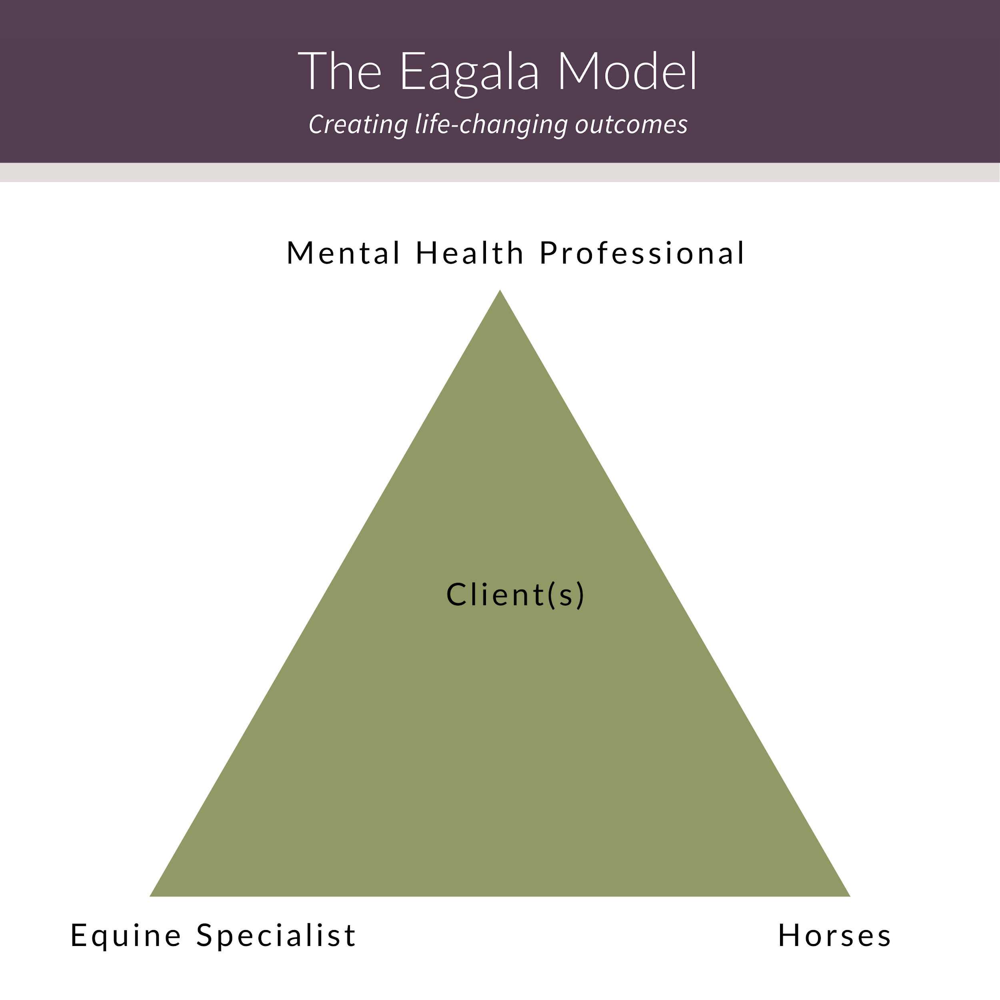 The Eagala Model
Creating life-changing outcomes
Mental Health Professional
Client(s)
Equine Specialist
Horses